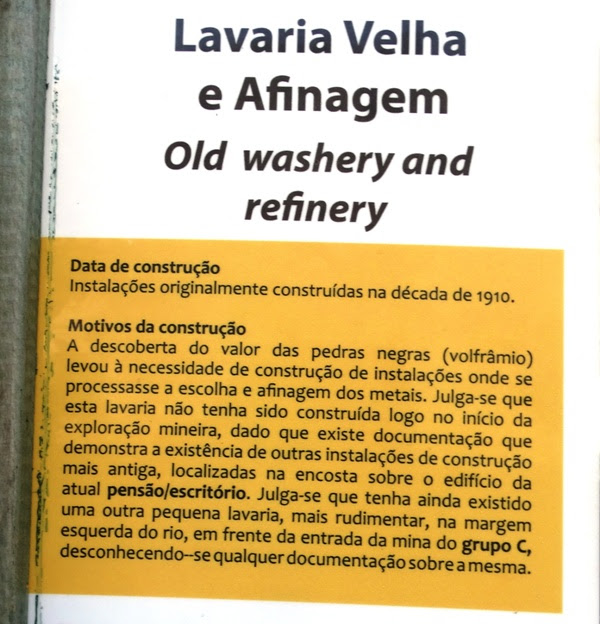 Lavaria Velha
e Afinagem
Old washery and
refinery
Data de construção
Instalações originalmente construídas na década de 1910.
Motivos da construção
A descoberta do valor das pedras negras (volfrâmio)
levou à necessidade de construção de instalações onde se
processasse a escolha e afinagem dos metais. Julga-se que
esta lavaria não tenha sido construída logo no início da
exploração mineira, dado que existe documentação que
demonstra a existência de outras instalações de construção
mais antiga, localizadas na encosta sobre o edifício da
atual pensão/escritório. Julga-se que tenha ainda existido
uma outra pequena lavaria, mais rudimentar, na margem
esquerda do rio, em frente da entrada da mina do grupo C,
desconhecendo--se qualquer documentação sobre a mesma.